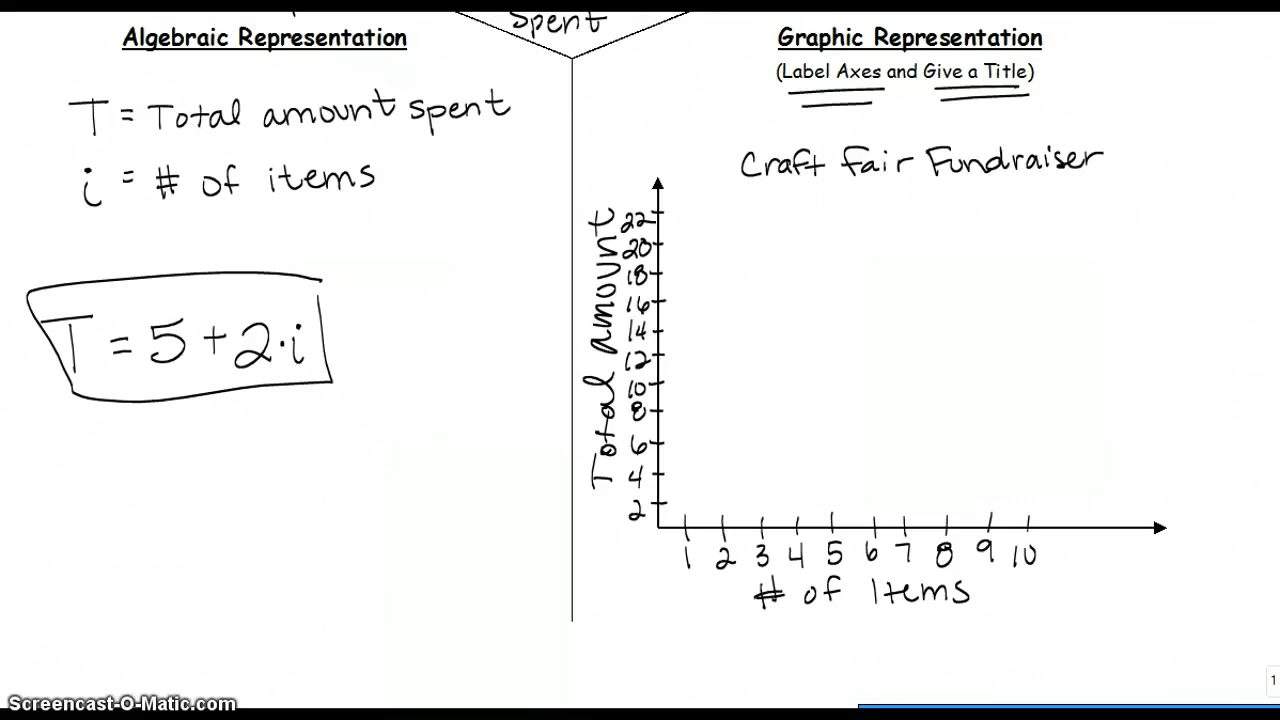 spent
Algebraic Representation
T = Total amount spent
i = # of items
T = 5 + 2·i
Graphic Representation
(Label Axes and Give a Title)
Craft Fair Fundraiser
Total amount
22
20
18
16
14
12
10
8
6
4
2
1 2 3 4 5 6 7 8 9 10
# of Items
1
Screencast-O-Matic.com